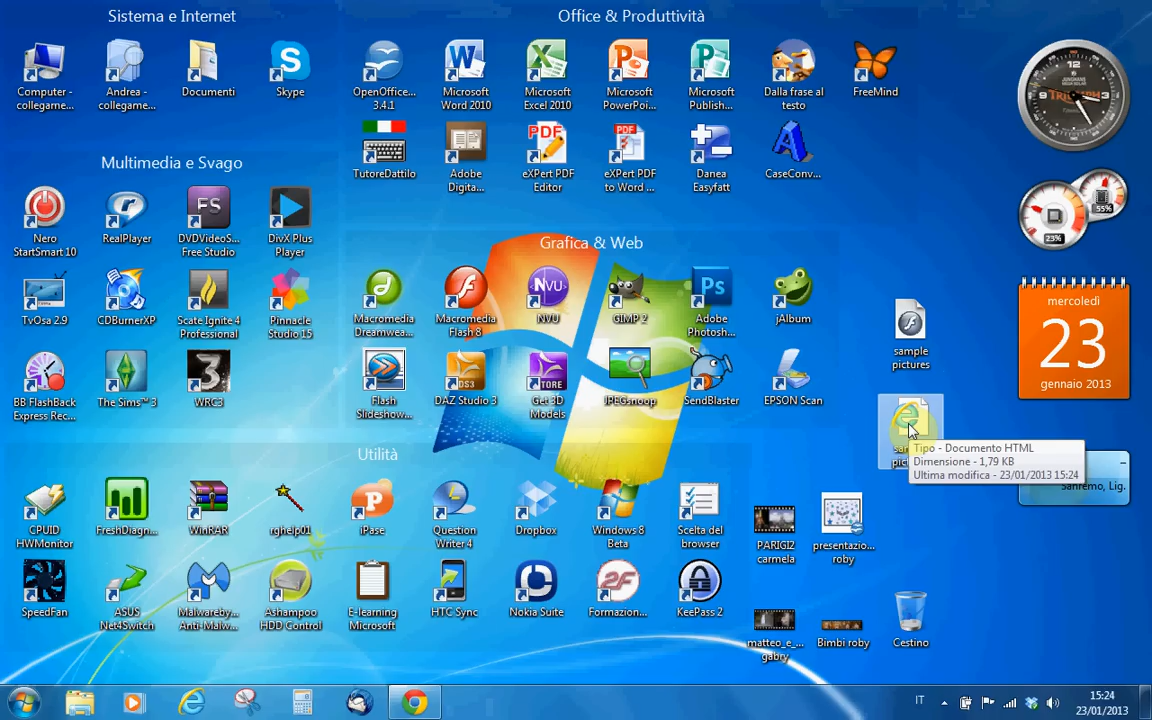 Sistema e Internet
Office & Produttività
Computer -
collegame...
Andrea -
collegame...
Documenti
Skype
OpenOffice...
3.4.1
Microsoft
Word 2010
Microsoft
Excel 2010
Microsoft
PowerPoi...
Microsoft
Publish...
Dalla frase al
testo
FreeMind
TutoreDattilo
Adobe
Digita...
eXPert PDF
Editor
eXPert PDF
to Word ...
Danea
Easyfatt
CaseConv...
Multimedia e Svago
Nero
StartSmart 10
RealPlayer
DVDVideoS...
Free Studio
DivX Plus
Player
TvOsa 2.9
CDBurnerXP
Scate Ignite 4
Professional
Pinnacle
Studio 15
BB FlashBack
Express Rec...
The Sims™ 3
WRC3
Grafica & Web
Macromedia
Dreamwea...
Macromedia
Flash 8
NVU
GIMP 2
Adobe
Photosh...
jAlbum
Flash
Slideshow...
DAZ Studio 3
Get 3D
Models
JPEGsnoop
SendBlaster
EPSON Scan
Utilità
CPUID
HWMonitor
FreshDiagn...
WinRAR
rghelp01
iPase
Question
Writer 4
Dropbox
Windows 8
Beta
Scelta del
browser
SpeedFan
ASUS
Net4Switch
Malwareby...
Anti-Malw...
Ashampoo
HDD Control
E-learning
Microsoft
HTC Sync
Nokia Suite
Formazion...
KeePass 2
PARIGI2
carmela
presentazio...
roby
matteo_e_...
gabry
Bimbi roby
Cestino
sample
pictures
Tipo - Documento HTML
Dimensione - 1,79 KB
Ultima modifica - 23/01/2013 15:24
TRIUMPH
12
3
9
23%
55%
mercoledì
23
gennaio 2013
Sanremo, Lig.
IT
15:24
23/01/2013